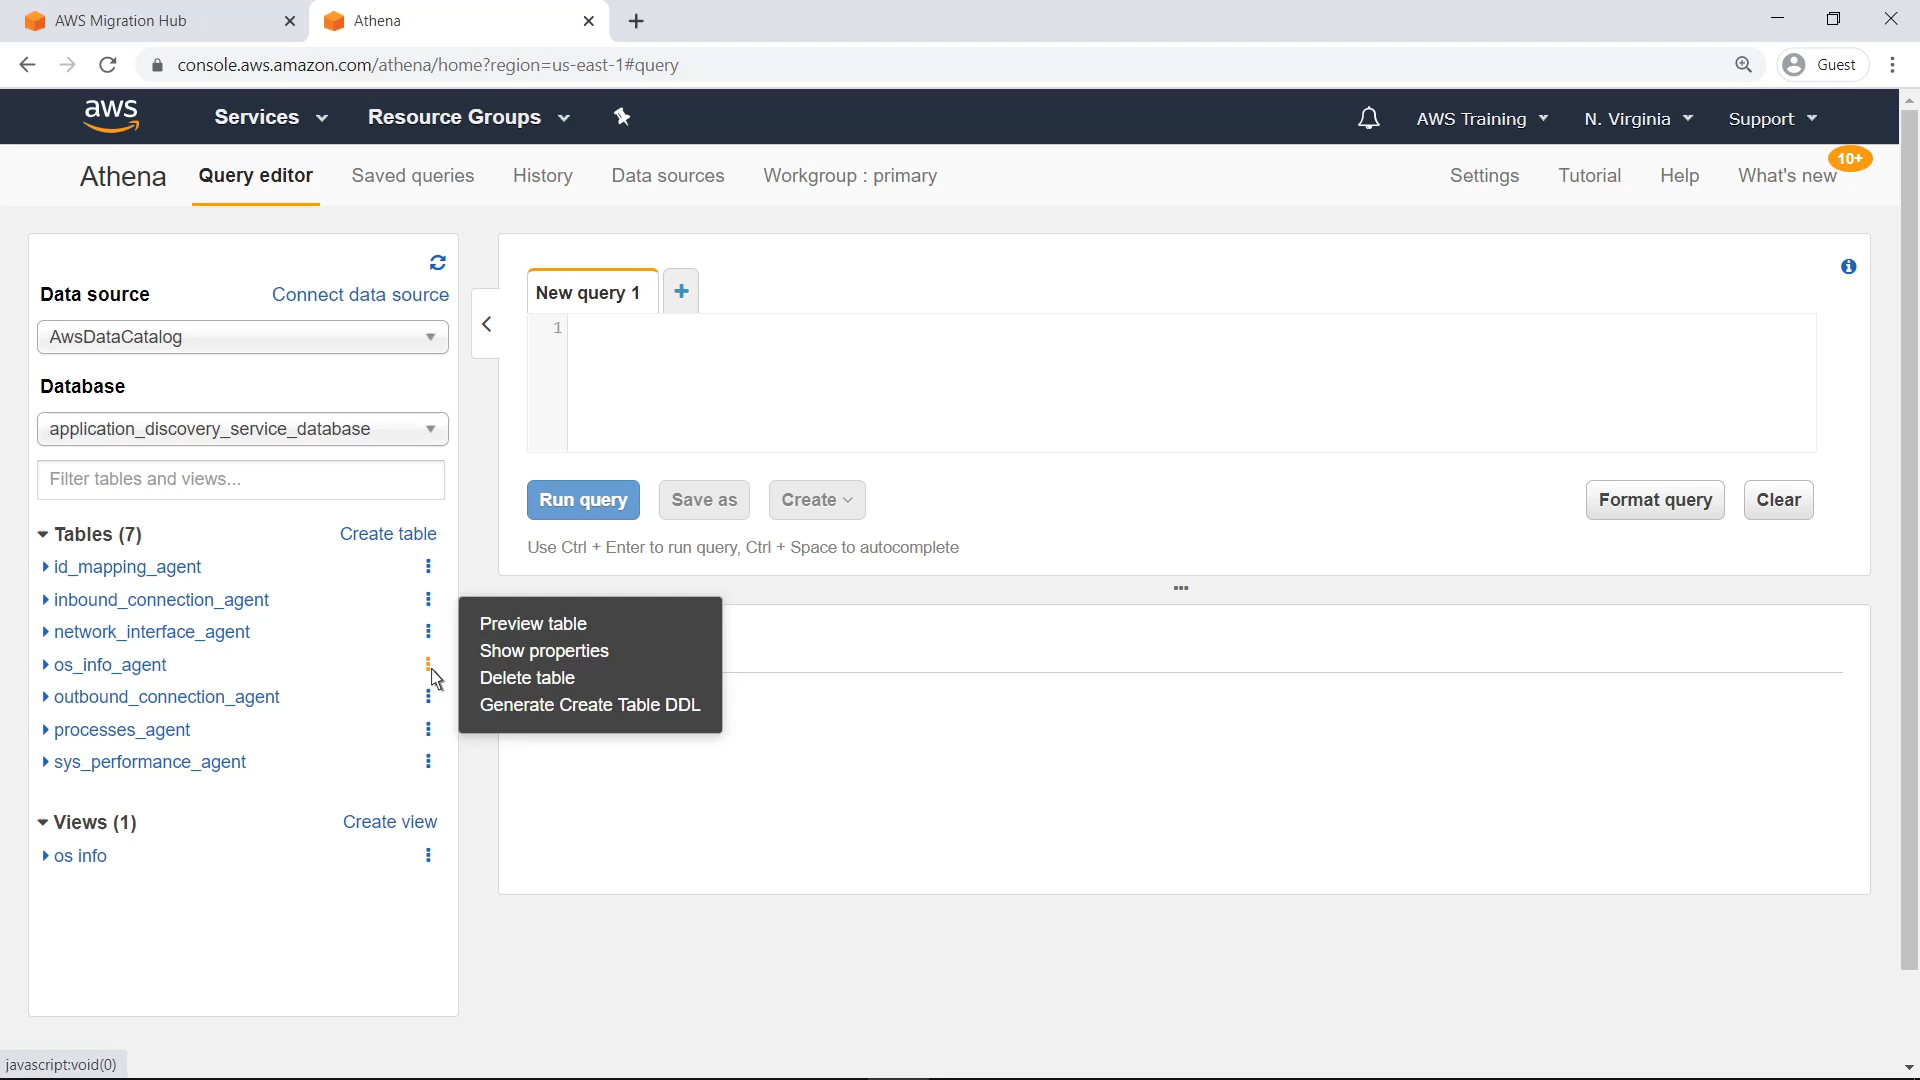 AWS Migration Hub
Athena
console.aws.amazon.com/athena/home?region=us-east-1#query
Guest
aws
Services
Resource Groups
AWS Training
N. Virginia
Support
Athena
Query editor
Saved queries
History
Data sources
Workgroup : primary
Settings
Tutorial
Help
What's new
10+
Data source
Connect data source
AwsDataCatalog
Database
application_discovery_service_database
Filter tables and views...
Tables (7)
Create table
id_mapping_agent
inbound_connection_agent
network_interface_agent
os_info_agent
outbound_connection_agent
processes_agent
sys_performance_agent
Views (1)
Create view
os info
New query 1
1
Run query
Save as
Create
Format query
Clear
Use Ctrl + Enter to run query, Ctrl + Space to autocomplete
Preview table
Show properties
Delete table
Generate Create Table DDL
javascript:void(0)